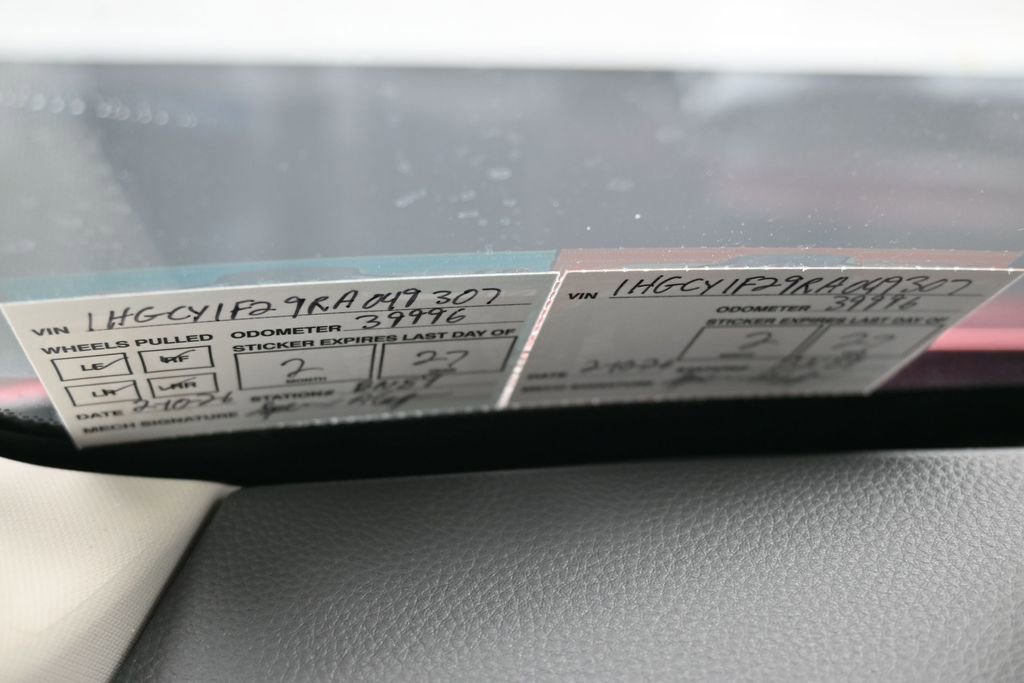 VIN 1HGCY1F29RA049307
ODOMETER 39996
WHEELS PULLED
STICKER EXPIRES LAST DAY OF
LF RF
2 27
MONTH
LR RR
DATE 2-10-26 STATION#
MECH SIGNATURE
VIN 1HGCY1F29RA049307
ODOMETER 39996
STICKER EXPIRES LAST DAY OF
2 27
DATE 2-10-26
MECH SIGNATURE